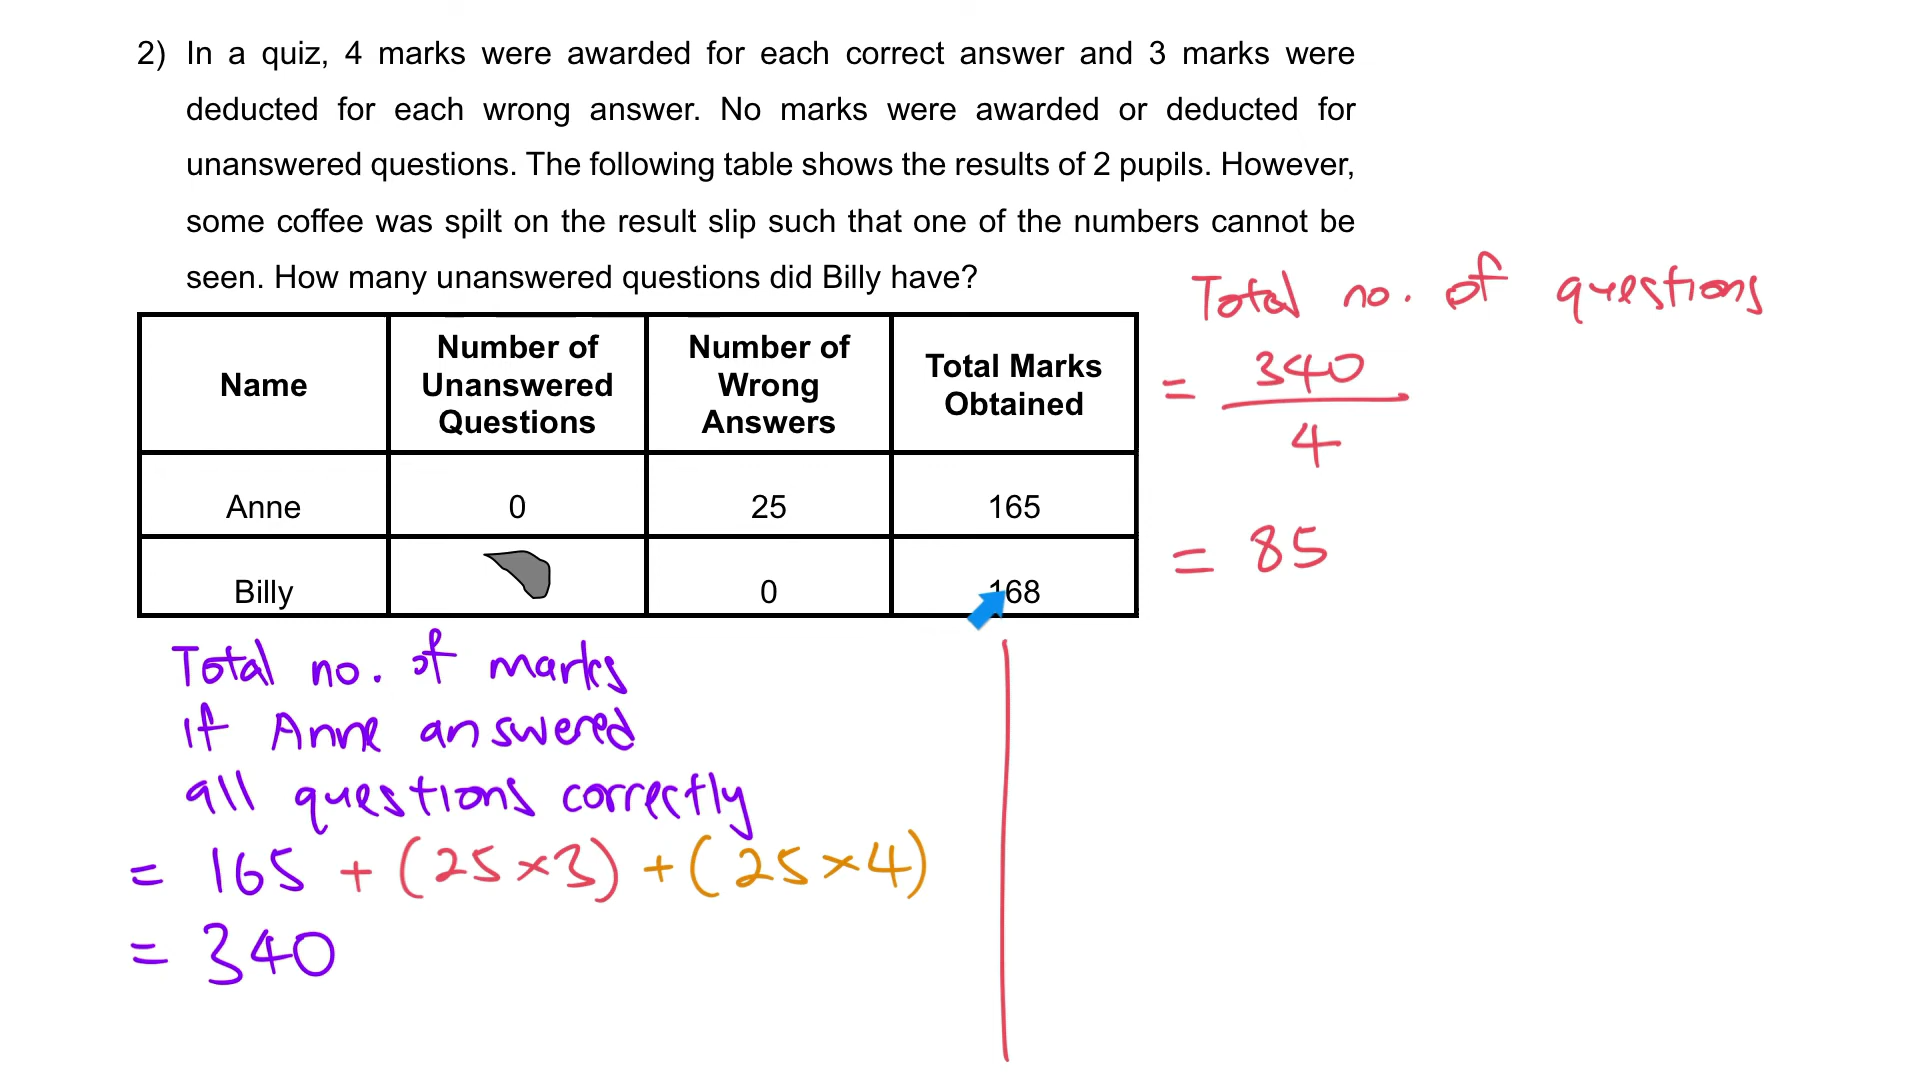 2) In a quiz, 4 marks were awarded for each correct answer and 3 marks were
deducted for each wrong answer. No marks were awarded or deducted for
unanswered questions. The following table shows the results of 2 pupils. However,
some coffee was spilt on the result slip such that one of the numbers cannot be
seen. How many unanswered questions did Billy have?
Name Number of Unanswered Questions Number of Wrong Answers Total Marks Obtained
Anne 0 25 165
Billy 0 168
Total no. of questions
= 340
4
= 85
Total no. of marks
if Anne answered
all questions correctly
= 165 + (25×3) + (25×4)
= 340